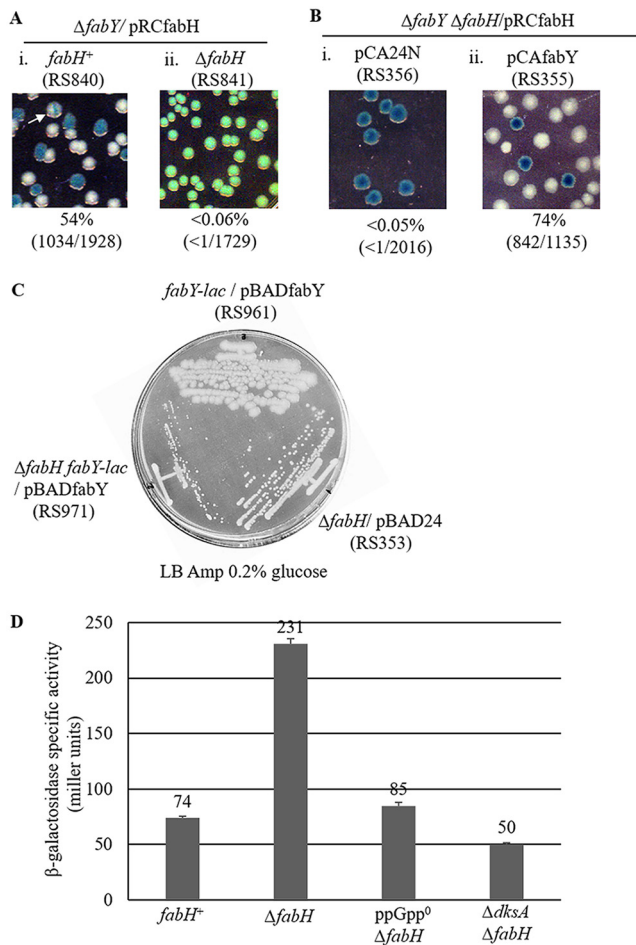 A
ΔfabY/ pRCfabH
i. fabH⁺
(RS840)
ii. ΔfabH
(RS841)
54%
(1034/1928)
<0.06%
(<1/1729)
B
ΔfabY ΔfabH/pRCfabH
i. pCA24N
(RS356)
ii. pCAfabY
(RS355)
<0.05%
(<1/2016)
74%
(842/1135)
C
fabY-lac / pBADfabY
(RS961)
ΔfabH fabY-lac
/ pBADfabY
(RS971)
ΔfabH/ pBAD24
(RS353)
LB Amp 0.2% glucose
D
β-galactosidase specific activity
(miller units)
250
200
150
100
50
0
74
231
85
50
fabH⁺
ΔfabH
ppGpp⁰
ΔfabH
ΔdksA
ΔfabH